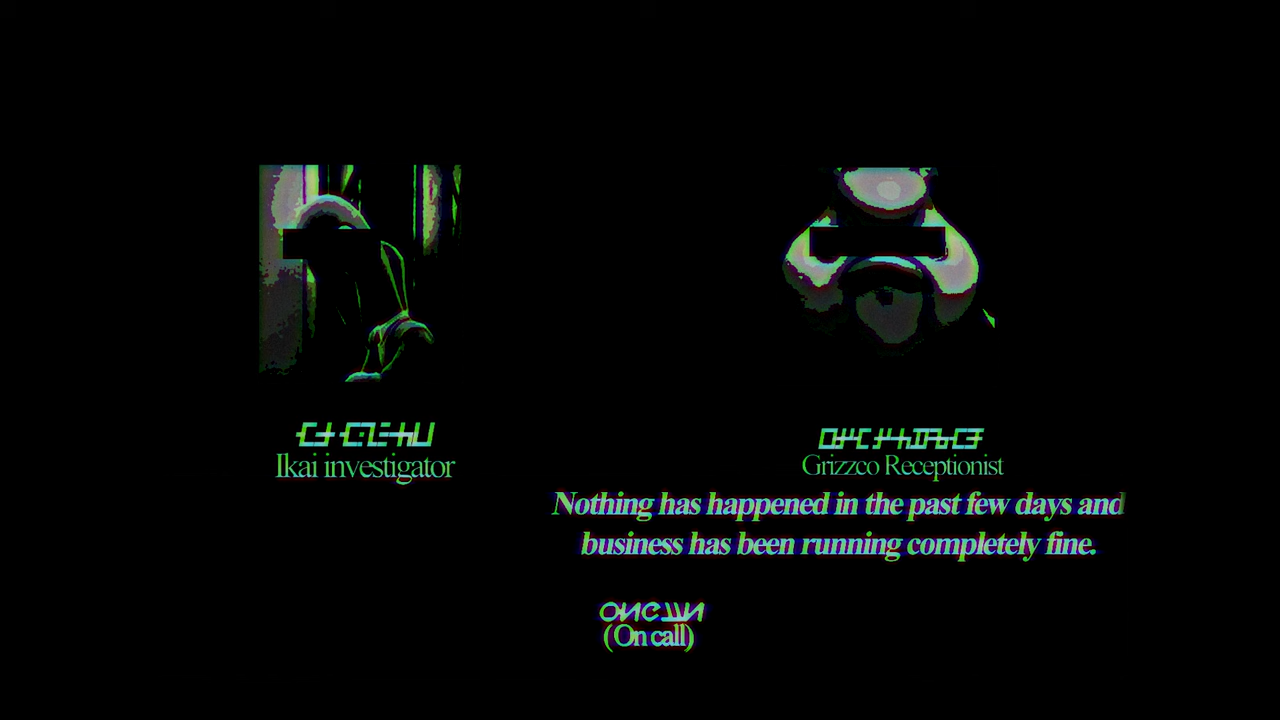 Ikai investigator
Grizzco Receptionist
Nothing has happened in the past few days and
business has been running completely fine.
(On call)